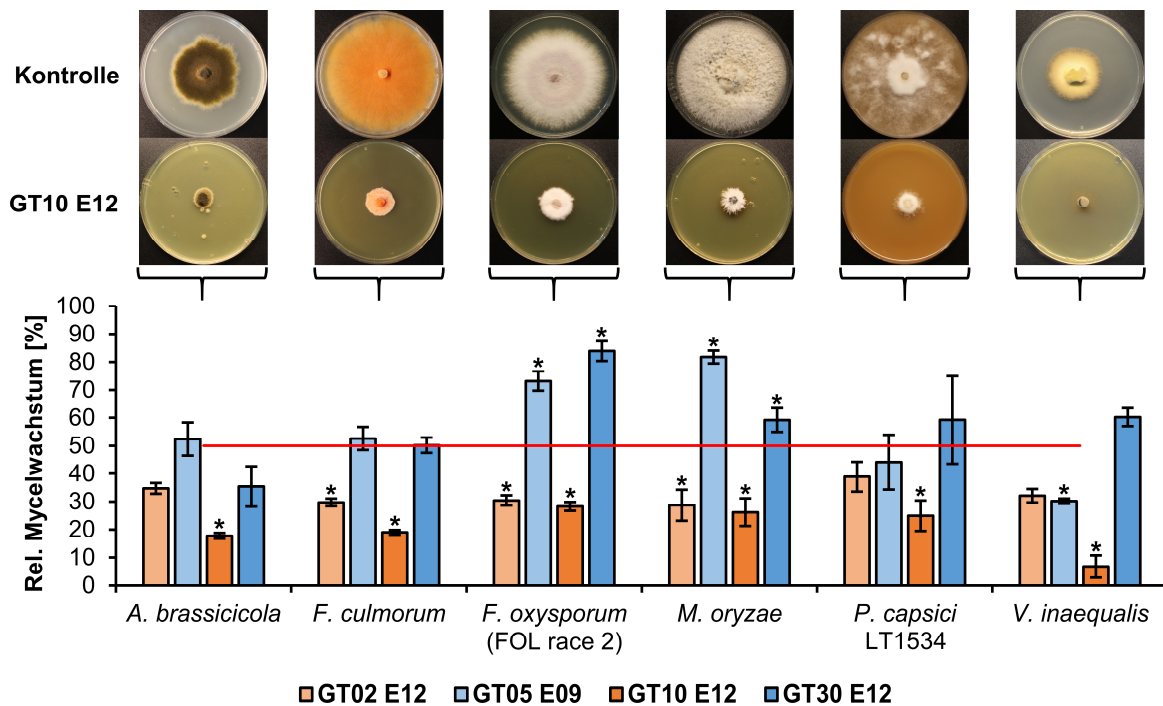 Kontrolle
GT10 E12
Rel. Mycelwachstum [%]
100
90
80
70
60
50
40
30
20
10
0
* * * * * * * * * * * * * *
A. brassicicola F. culmorum F. oxysporum M. oryzae P. capsici V. inaequalis
(FOL race 2) LT1534
GT02 E12 GT05 E09 GT10 E12 GT30 E12